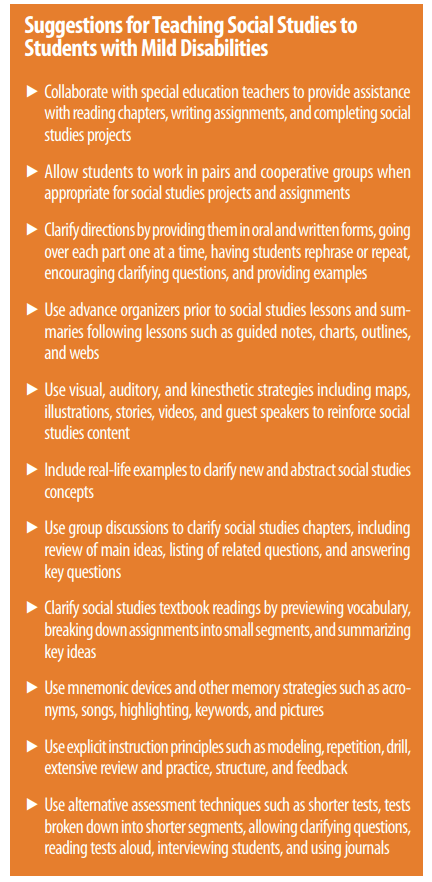 Suggestions for Teaching Social Studies to
Students with Mild Disabilities
▶ Collaborate with special education teachers to provide assistance
with reading chapters, writing assignments, and completing social
studies projects
▶ Allow students to work in pairs and cooperative groups when
appropriate for social studies projects and assignments
▶ Clarify directions by providing them in oral and written forms, going
over each part one at a time, having students rephrase or repeat,
encouraging clarifying questions, and providing examples
▶ Use advance organizers prior to social studies lessons and sum-
maries following lessons such as guided notes, charts, outlines,
and webs
▶ Use visual, auditory, and kinesthetic strategies including maps,
illustrations, stories, videos, and guest speakers to reinforce social
studies content
▶ Include real-life examples to clarify new and abstract social studies
concepts
▶ Use group discussions to clarify social studies chapters, including
review of main ideas, listing of related questions, and answering
key questions
▶ Clarify social studies textbook readings by previewing vocabulary,
breaking down assignments into small segments, and summarizing
key ideas
▶ Use mnemonic devices and other memory strategies such as acro-
nyms, songs, highlighting, keywords, and pictures
▶ Use explicit instruction principles such as modeling, repetition, drill,
extensive review and practice, structure, and feedback
▶ Use alternative assessment techniques such as shorter tests, tests
broken down into shorter segments, allowing clarifying questions,
reading tests aloud, interviewing students, and using journals